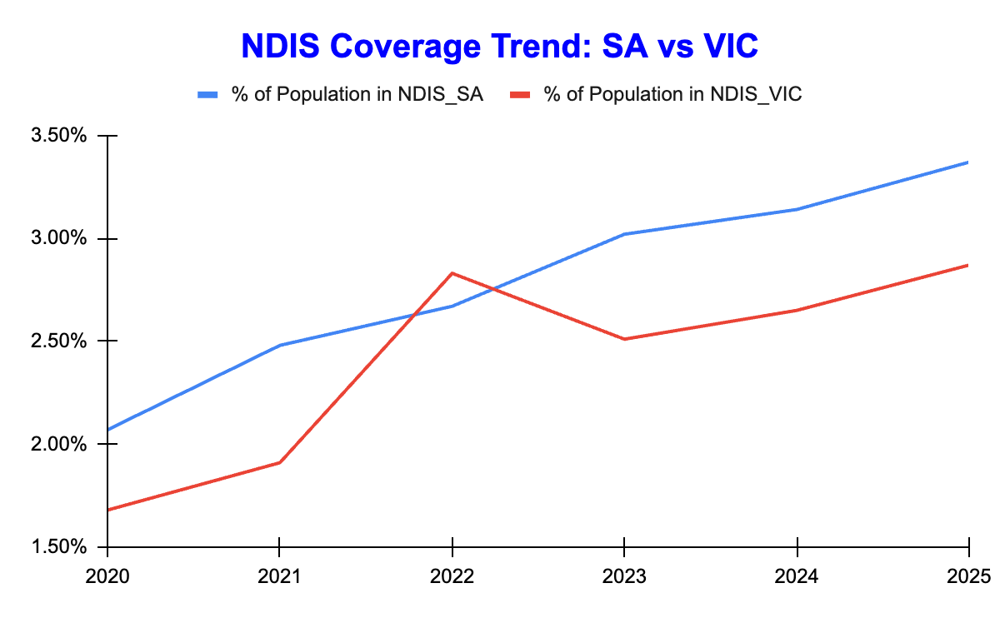 NDIS Coverage Trend: SA vs VIC
% of Population in NDIS_SA % of Population in NDIS_VIC
3.50%
3.00%
2.50%
2.00%
1.50%
2020 2021 2022 2023 2024 2025